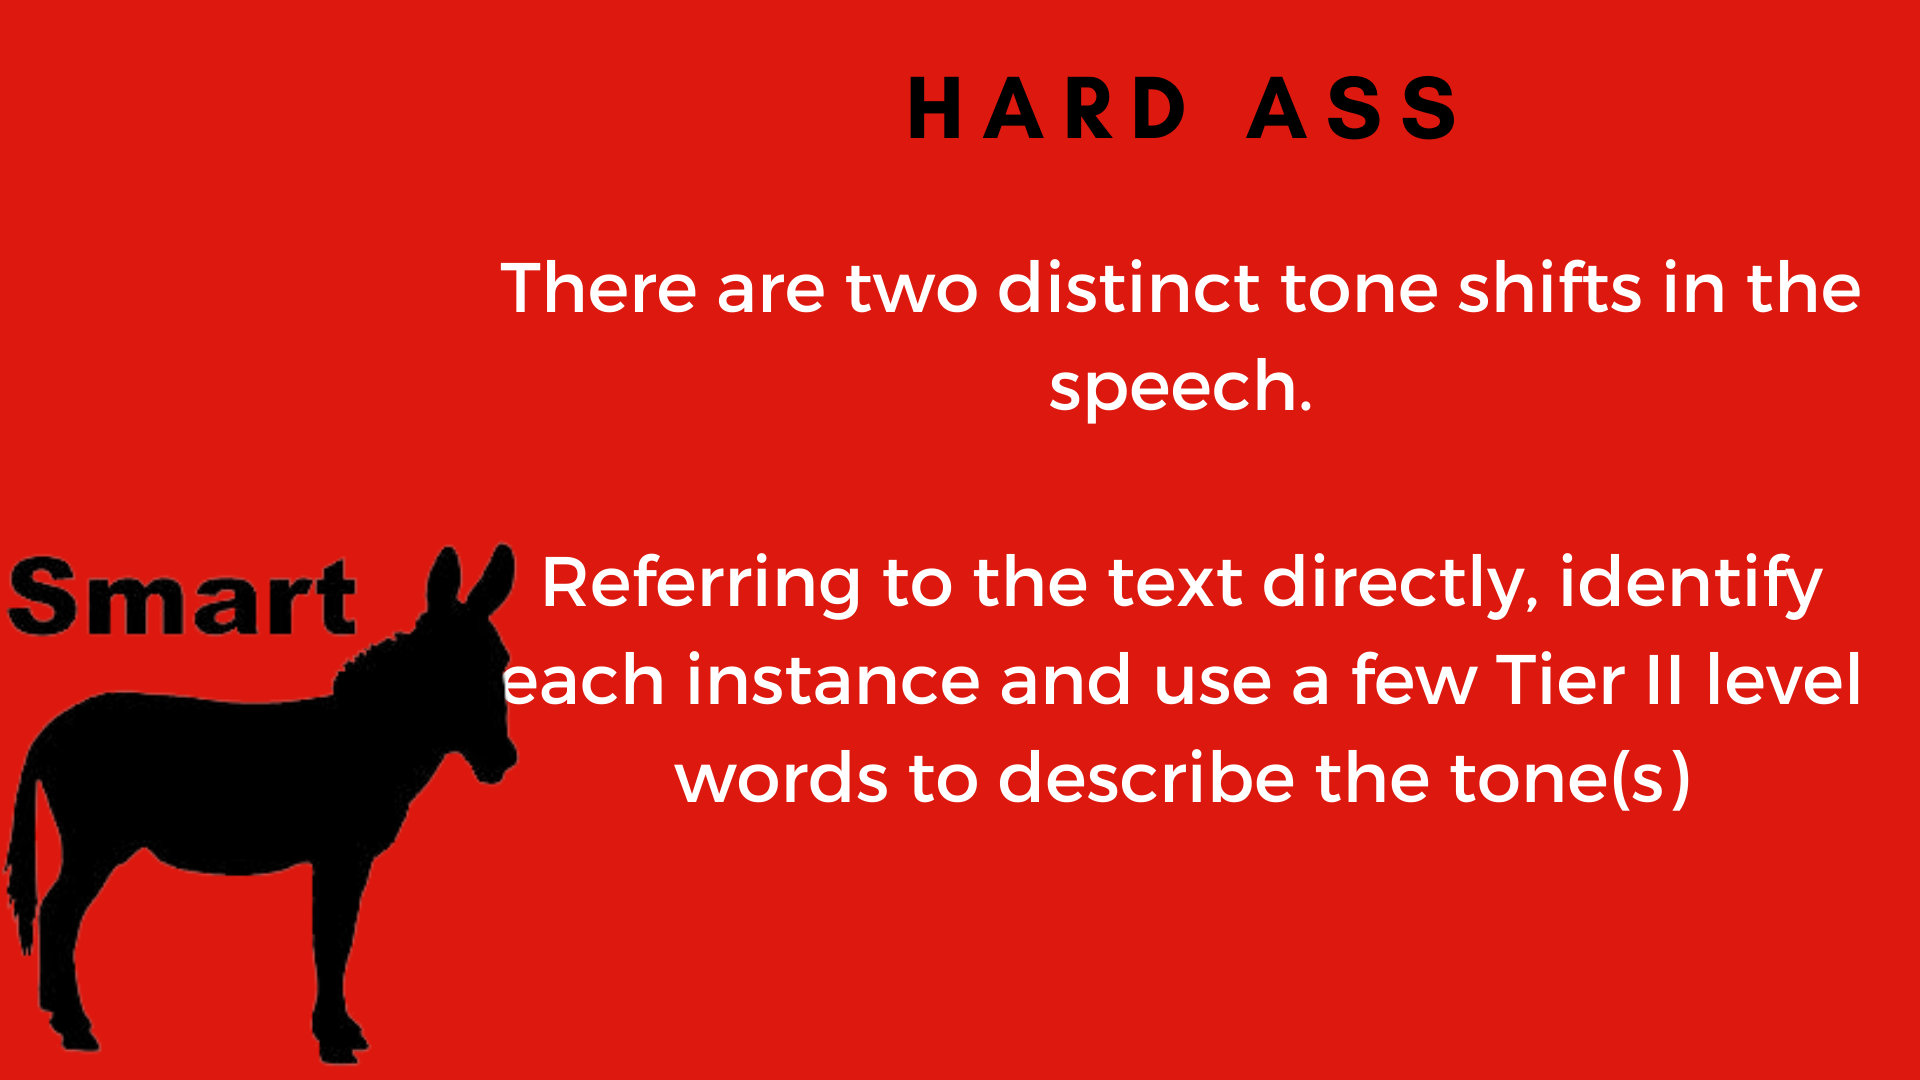 HARD ASS
There are two distinct tone shifts in the
speech.
Smart
Referring to the text directly, identify
each instance and use a few Tier II level
words to describe the tone(s)